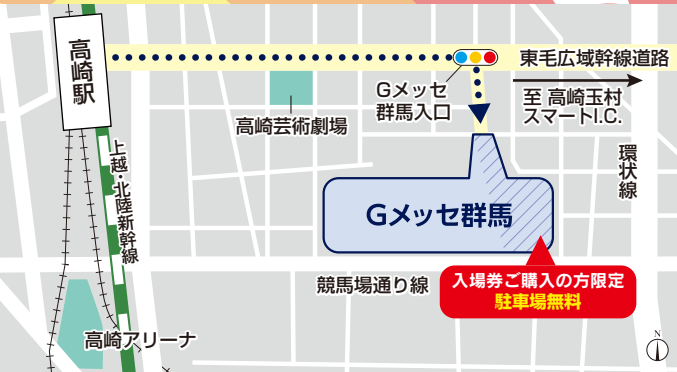 高崎駅
東毛広域幹線道路
Gメッセ
群馬入口
至 高崎玉村
スマートI.C.
高崎芸術劇場
上越・北陸新幹線
環状線
Gメッセ群馬
競馬場通り線
入場券ご購入の方限定
駐車場無料
高崎アリーナ
N